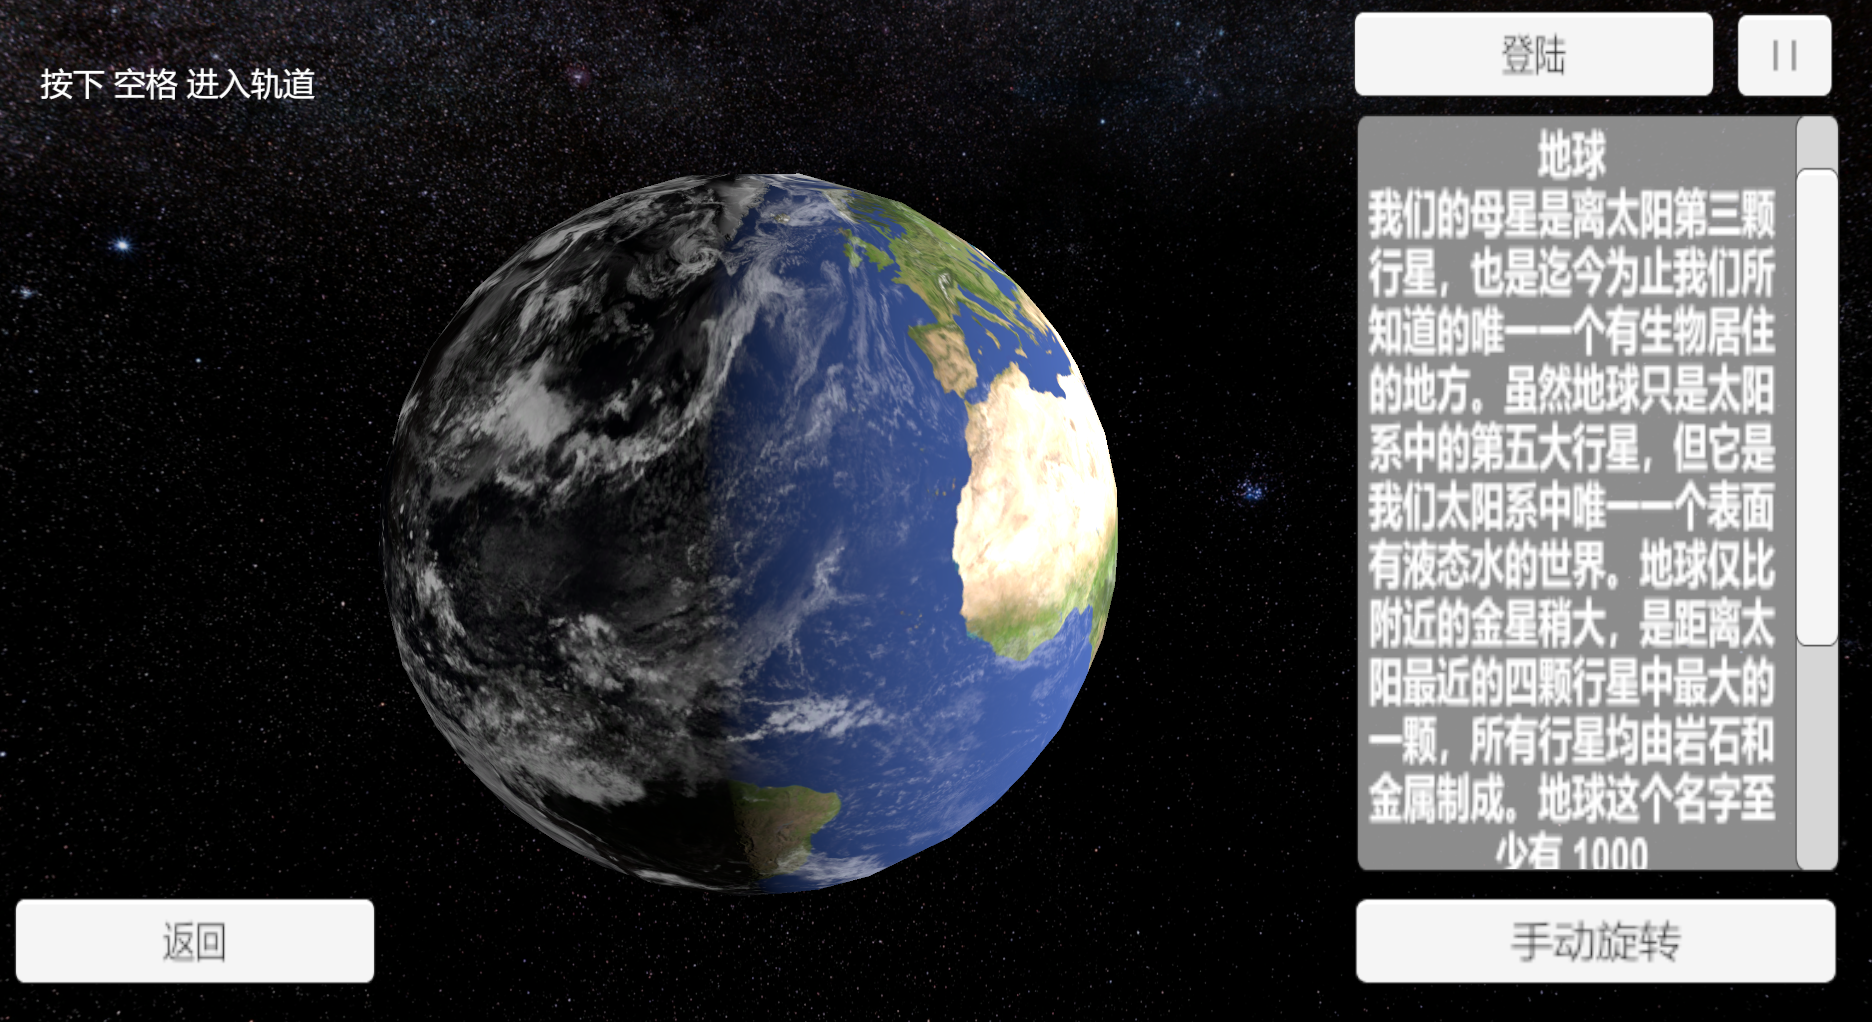 按下 空格 进入轨道
登陆
地球
我们的母星是离太阳第三颗
行星，也是迄今为止我们所
知道的唯一一个有生物居住
的地方。虽然地球只是太阳
系中的第五大行星，但它是
我们太阳系中唯一一个表面
有液态水的世界。地球仅比
附近的金星稍大，是距离太
阳最近的四颗行星中最大的
一颗，所有行星均由岩石和
金属制成。地球这个名字至
少有 1000
返回
手动旋转